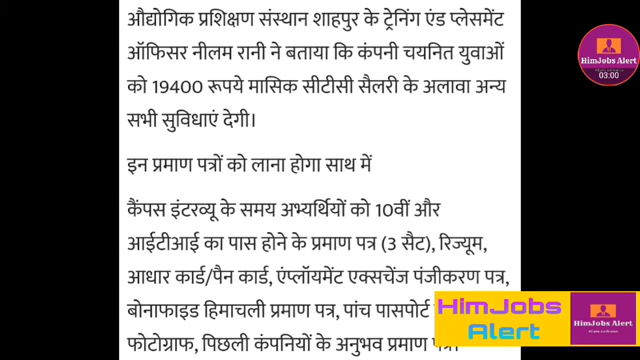 औद्योगिक प्रशिक्षण संस्थान शाहपुर के ट्रेनिंग एंड प्लेसमेंट
ऑफिसर नीलम रानी ने बताया कि कंपनी चयनित युवाओं
को 19400 रूपये मासिक सीटीसी सैलरी के अलावा अन्य
सभी सुविधाएं देगी।
HimJobs Alert
03:00
इन प्रमाण पत्रों को लाना होगा साथ में
कैंपस इंटरव्यू के समय अभ्यर्थियों को 10वीं और
आईटीआई का पास होने के प्रमाण पत्र (3 सैट), रिज्यूम,
आधार कार्ड/पैन कार्ड, एंप्लॉयमेंट एक्सचेंज पंजीकरण पत्र,
बोनाफाइड हिमाचली प्रमाण पत्र, पांच पासपोर्ट
फोटोग्राफ, पिछली कंपनियों के अनुभव प्रमाण पत्र।
HimJobs
Alert
HimJobs Alert